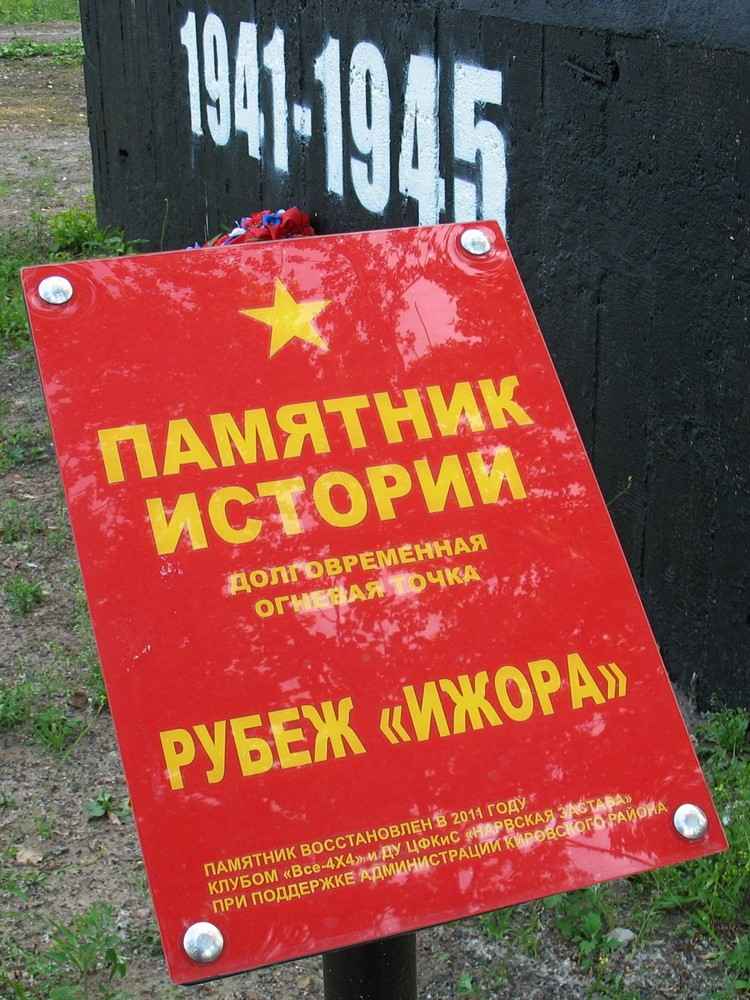 1941-1945
ПАМЯТНИК
ИСТОРИИ
ДОЛГОВРЕМЕННАЯ
ОГНЕВАЯ ТОЧКА
РУБЕЖ «ИЖОРА»
ПАМЯТНИК ВОССТАНОВЛЕН В 2011 ГОДУ
КЛУБОМ «Все-4Х4» и ДУ ЦФКиС «НАРВСКАЯ ЗАСТАВА»
ПРИ ПОДДЕРЖКЕ АДМИНИСТРАЦИИ КИРОВСКОГО РАЙОНА